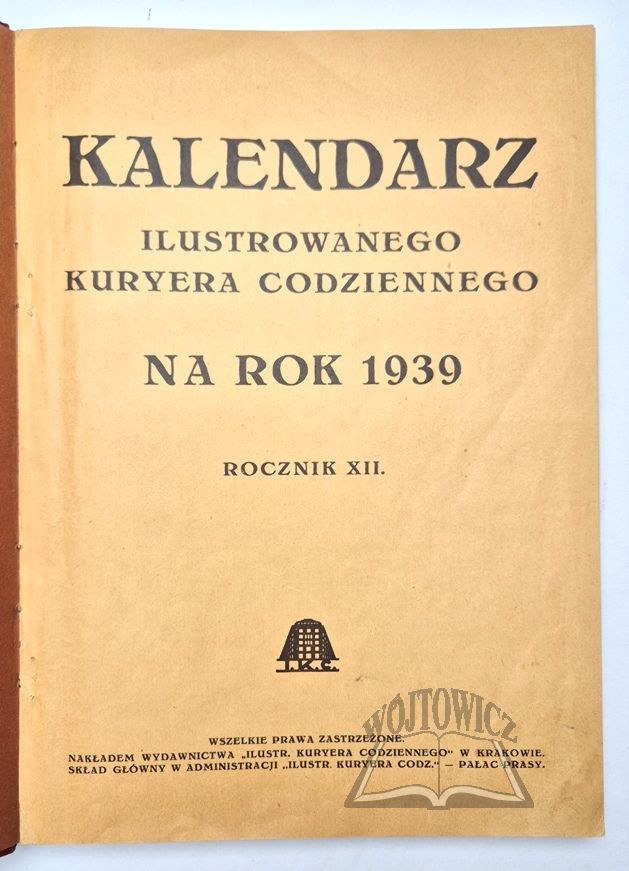 KALENDARZ
ILUSTROWANEGO
KURYERA CODZIENNEGO
NA ROK 1939
ROCZNIK XII.
I.K.C.
WÓJTOWICZ
WSZELKIE PRAWA ZASTRZEŻONE.
NAKŁADEM WYDAWNICTWA „ILUSTR. KURYERA CODZIENNEGO" W KRAKOWIE.
SKŁAD GŁÓWNY W ADMINISTRACJI „ILUSTR. KURYERA CODZ." — PAŁAC PRASY.